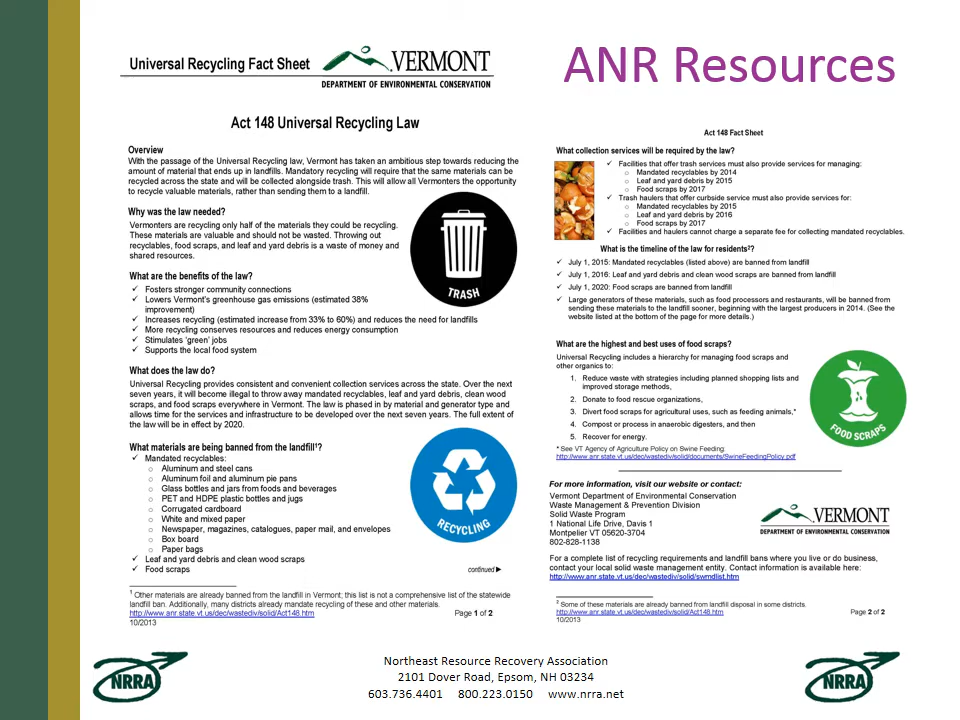 ANR Resources
Universal Recycling Fact Sheet
VERMONT
DEPARTMENT OF ENVIRONMENTAL CONSERVATION
Act 148 Universal Recycling Law
Overview
With the passage of the Universal Recycling law, Vermont has taken an ambitious step towards reducing the
amount of material that ends up in landfills. Mandatory recycling will require that the same materials can be
recycled across the state and will be collected alongside trash. This will allow all Vermonters the opportunity
to recycle valuable materials, rather than sending them to a landfill.
Why was the law needed?
Vermonters are recycling only half of the materials they could be recycling.
These materials are valuable and should not be wasted. Throwing out
recyclables, food scraps, and leaf and yard debris is a waste of money and
shared resources.
TRASH
What are the benefits of the law?
✓ Fosters stronger community connections
✓ Lowers Vermont's greenhouse gas emissions (estimated 38%
improvement)
✓ Increases recycling (estimated increase from 33% to 60%) and reduces the need for landfills
✓ More recycling conserves resources and reduces energy consumption
✓ Stimulates 'green' jobs
✓ Supports the local food system
What does the law do?
Universal Recycling provides consistent and convenient collection services across the state. Over the next
seven years, it will become illegal to throw away mandated recyclables, leaf and yard debris, clean wood
scraps, and food scraps everywhere in Vermont. The law is phased in by material and generator type and
allows time for the services and infrastructure to be developed over the next seven years. The full extent of
the law will be in effect by 2020.
What materials are being banned from the landfill¹?
✓ Mandated recyclables:
o Aluminum and steel cans
o Aluminum foil and aluminum pie pans
o Glass bottles and jars from foods and beverages
o PET and HDPE plastic bottles and jugs
o Corrugated cardboard
o White and mixed paper
o Newspaper, magazines, catalogues, paper mail, and envelopes
o Box board
o Paper bags
✓ Leaf and yard debris and clean wood scraps
✓ Food scraps
RECYCLING
continued ►
¹ Other materials are already banned from the landfill in Vermont; this list is not a comprehensive list of the statewide
landfill ban. Additionally, many districts already mandate recycling of these and other materials.
http://www.anr.state.vt.us/dec/wastediv/solid/Act148.htm
Page 1 of 2
10/2013
Act 148 Fact Sheet
What collection services will be required by the law?
✓ Facilities that offer trash services must also provide services for managing:
o Mandated recyclables by 2014
o Leaf and yard debris by 2015
o Food scraps by 2017
✓ Trash haulers that offer curbside service must also provide services for:
o Mandated recyclables by 2015
o Leaf and yard debris by 2016
o Food scraps by 2017
✓ Facilities and haulers cannot charge a separate fee for collecting mandated recyclables.
What is the timeline of the law for residents²?
✓ July 1, 2015: Mandated recyclables (listed above) are banned from landfill
✓ July 1, 2016: Leaf and yard debris and clean wood scraps are banned from landfill
✓ July 1, 2020: Food scraps are banned from landfill
✓ Large generators of these materials, such as food processors and restaurants, will be banned from
sending these materials to the landfill sooner, beginning with the largest producers in 2014. (See the
website listed at the bottom of the page for more details.)
What are the highest and best uses of food scraps?
Universal Recycling includes a hierarchy for managing food scraps and
other organics to:
1. Reduce waste with strategies including planned shopping lists and
improved storage methods,
2. Donate to food rescue organizations,
3. Divert food scraps for agricultural uses, such as feeding animals,*
4. Compost or process in anaerobic digesters, and then
5. Recover for energy.
FOOD SCRAPS
* See VT Agency of Agriculture Policy on Swine Feeding:
http://www.anr.state.vt.us/dec/wastediv/solid/documents/SwineFeedingPolicy.pdf
For more information, visit our website or contact:
Vermont Department of Environmental Conservation
Waste Management & Prevention Division
Solid Waste Program
1 National Life Drive, Davis 1
Montpelier VT 05620-3704
802-828-1138
VERMONT
DEPARTMENT OF ENVIRONMENTAL CONSERVATION
For a complete list of recycling requirements and landfill bans where you live or do business,
contact your local solid waste management entity. Contact information is available here:
http://www.anr.state.vt.us/dec/wastediv/solid/swmdlist.htm
² Some of these materials are already banned from landfill disposal in some districts.
http://www.anr.state.vt.us/dec/wastediv/solid/Act148.htm
Page 2 of 2
10/2013
NRRA
Northeast Resource Recovery Association
2101 Dover Road, Epsom, NH 03234
603.736.4401 800.223.0150 www.nrra.net
NRRA